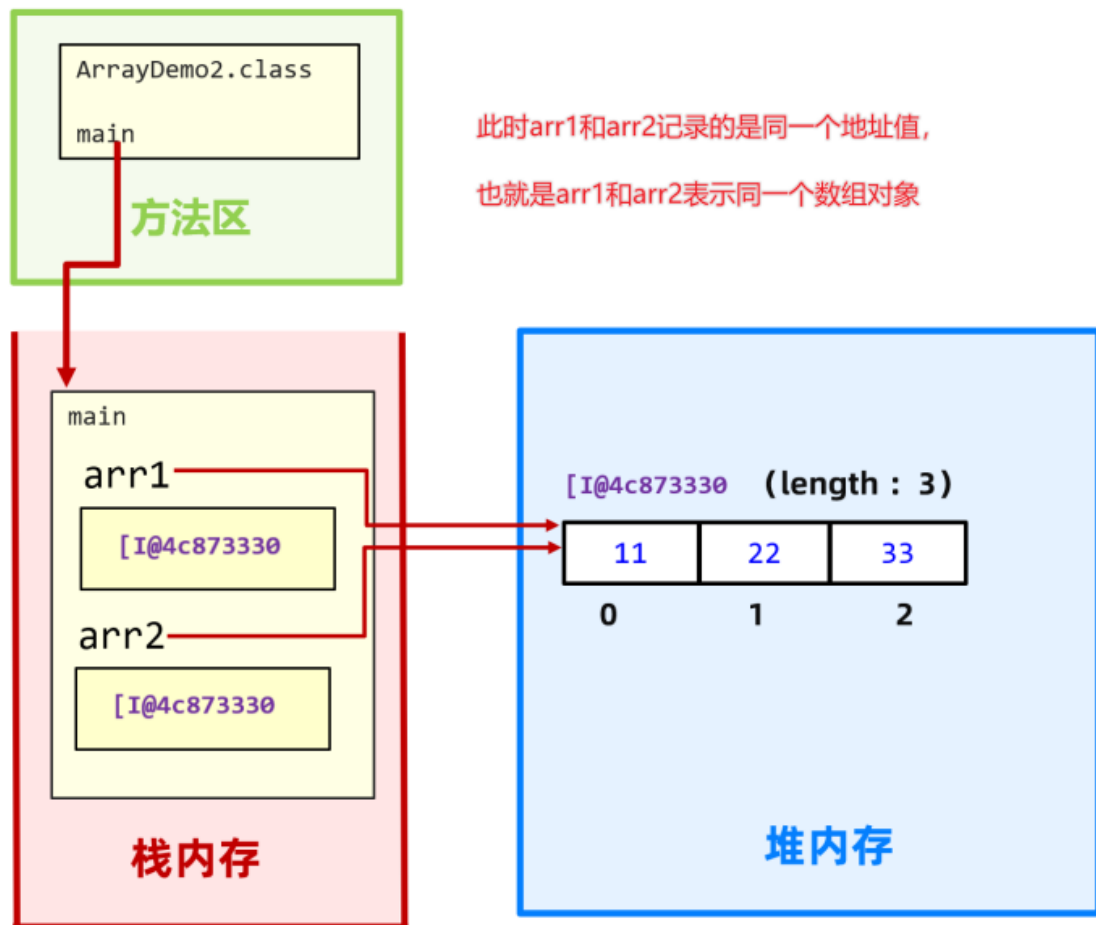 ArrayDemo2.class
main
方法区
此时arr1和arr2记录的是同一个地址值,
也就是arr1和arr2表示同一个数组对象
main
arr1
[I@4c873330
arr2
[I@4c873330
栈内存
[I@4c873330 (length : 3)
11 22 33
0 1 2
堆内存